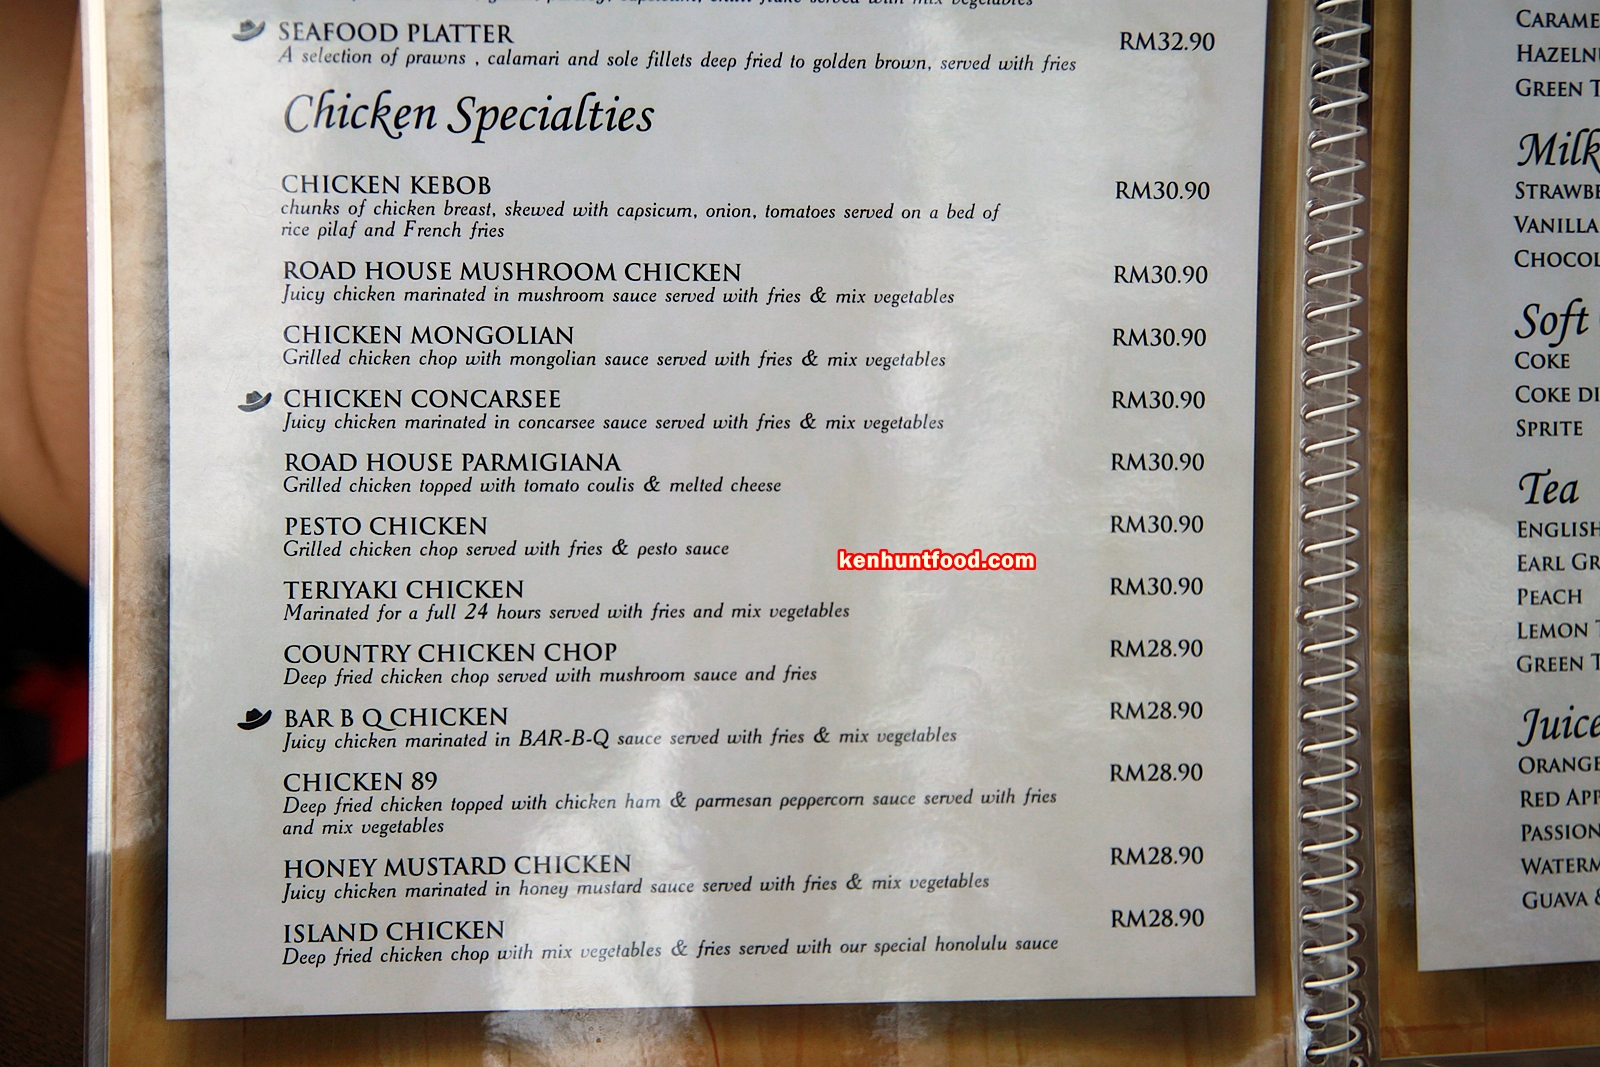 SEAFOOD PLATTER
RM32.90
A selection of prawns , calamari and sole fillets deep fried to golden brown, served with fries
Chicken Specialties
CHICKEN KEBOB
RM30.90
chunks of chicken breast, skewed with capsicum, onion, tomatoes served on a bed of
rice pilaf and French fries
ROAD HOUSE MUSHROOM CHICKEN
RM30.90
Juicy chicken marinated in mushroom sauce served with fries & mix vegetables
CHICKEN MONGOLIAN
RM30.90
Grilled chicken chop with mongolian sauce served with fries & mix vegetables
CHICKEN CONCARSEE
RM30.90
Juicy chicken marinated in concarsee sauce served with fries & mix vegetables
ROAD HOUSE PARMIGIANA
RM30.90
Grilled chicken topped with tomato coulis & melted cheese
PESTO CHICKEN
RM30.90
Grilled chicken chop served with fries & pesto sauce
kenhuntfood.com
TERIYAKI CHICKEN
RM30.90
Marinated for a full 24 hours served with fries and mix vegetables
COUNTRY CHICKEN CHOP
RM28.90
Deep fried chicken chop served with mushroom sauce and fries
BAR B Q CHICKEN
RM28.90
Juicy chicken marinated in BAR-B-Q sauce served with fries & mix vegetables
CHICKEN 89
RM28.90
Deep fried chicken topped with chicken ham & parmesan peppercorn sauce served with fries
and mix vegetables
HONEY MUSTARD CHICKEN
RM28.90
Juicy chicken marinated in honey mustard sauce served with fries & mix vegetables
ISLAND CHICKEN
RM28.90
Deep fried chicken chop with mix vegetables & fries served with our special honolulu sauce
GREEN
Soft
COKE
COKE
SPRITE
Tea
ENGLISH
EARL
PEACH
LEMON
GREEN
RED
VANILLA
GUAVA &